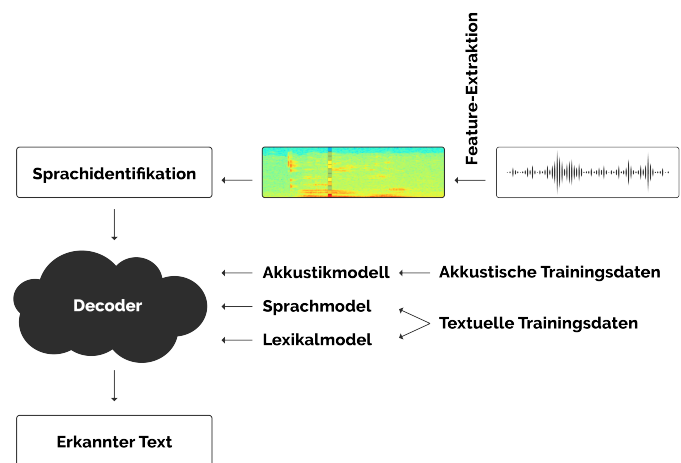 Feature-Extraktion
Sprachidentifikation
Decoder
Akkustikmodell
Akkustische Trainingsdaten
Sprachmodel
Textuelle Trainingsdaten
Lexikalmodel
Erkannter Text